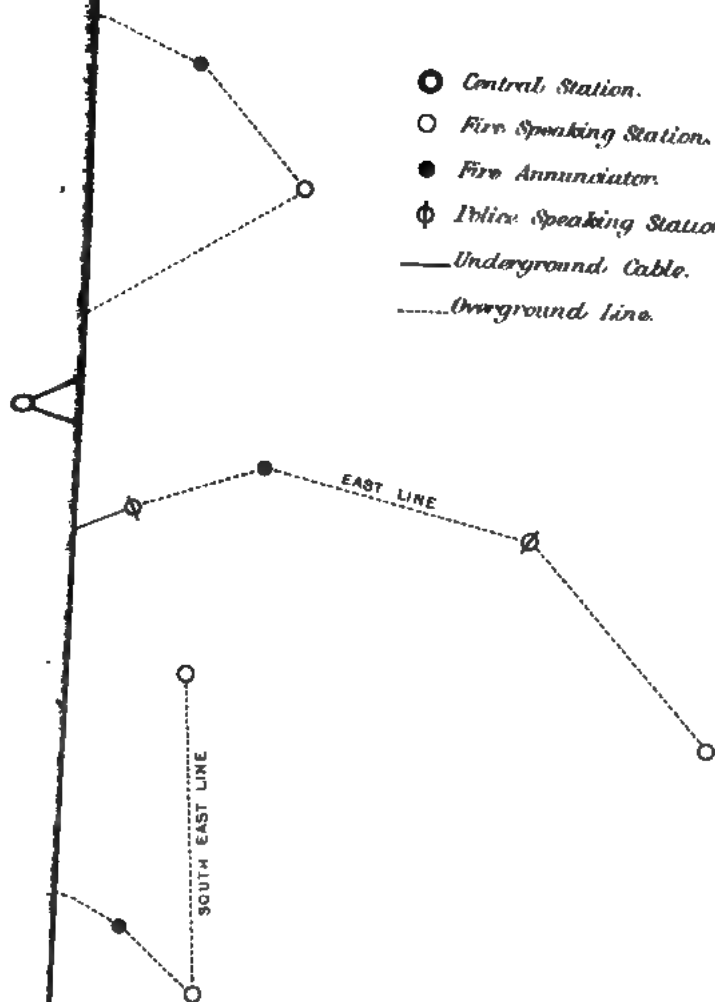 Central Station.
Fire Speaking Station.
Fire Annunciator.
Police Speaking Station
Underground Cable.
Overground Line.
EAST LINE
SOUTH EAST LINE